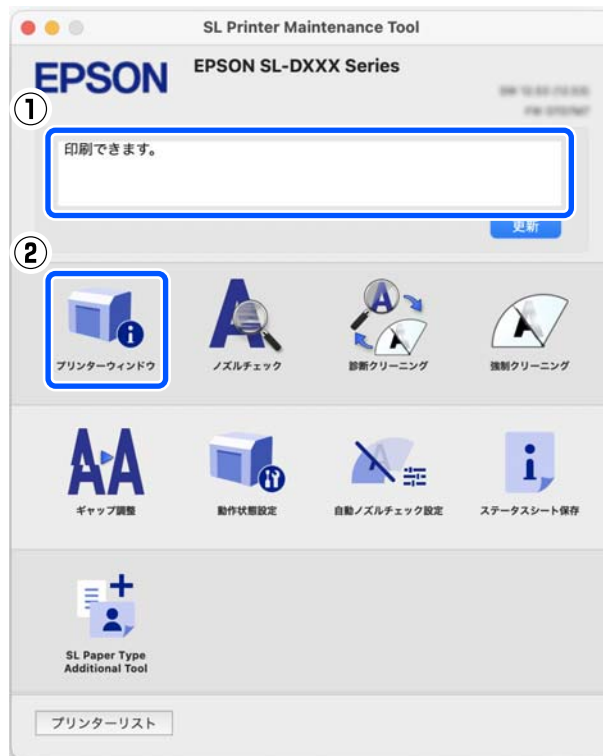 SL Printer Maintenance Tool
EPSON
EPSON SL-DXXX Series
①
印刷できます。
更新
②
プリンターウィンドウ
ノズルチェック
診断クリーニング
強制クリーニング
ギャップ調整
動作状態設定
自動ノズルチェック設定
ステータスシート保存
SL Paper Type
Additional Tool
プリンターリスト